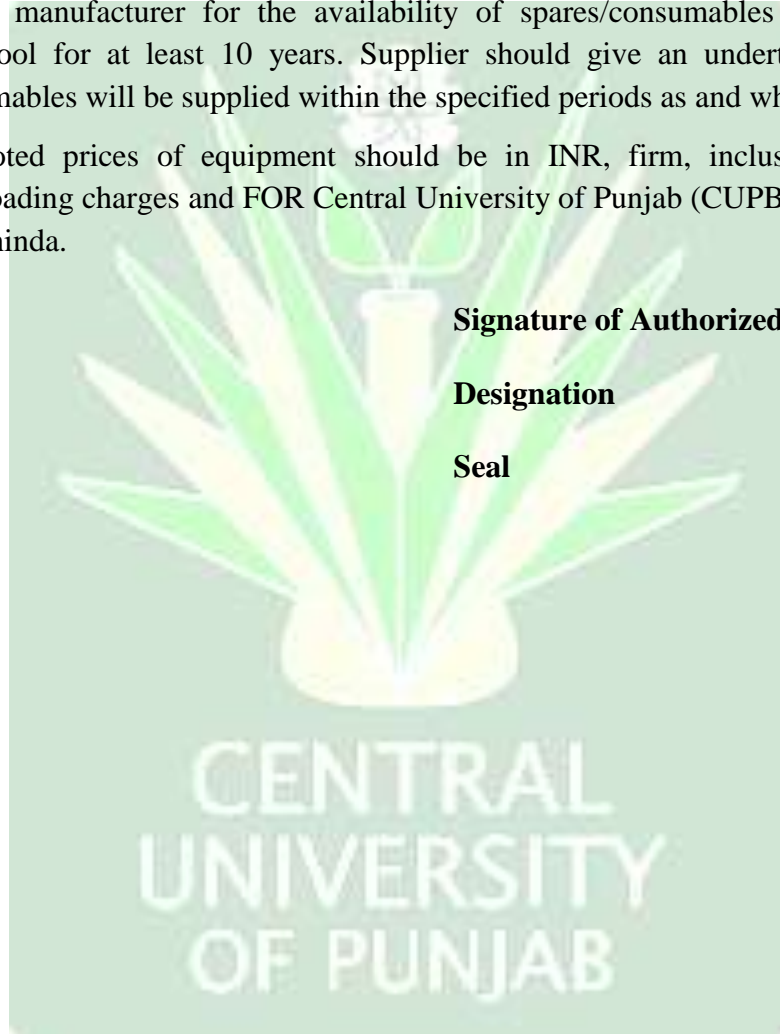 manufacturer for the availability of spares/consumables
ool for at least 10 years. Supplier should give an undert
mables will be supplied within the specified periods as and wh
oted prices of equipment should be in INR, firm, inclus
oading charges and FOR Central University of Punjab (CUPB
inda.
Signature of Authorized
Designation
Seal
CENTRAL
UNIVERSITY
OF PUNJAB